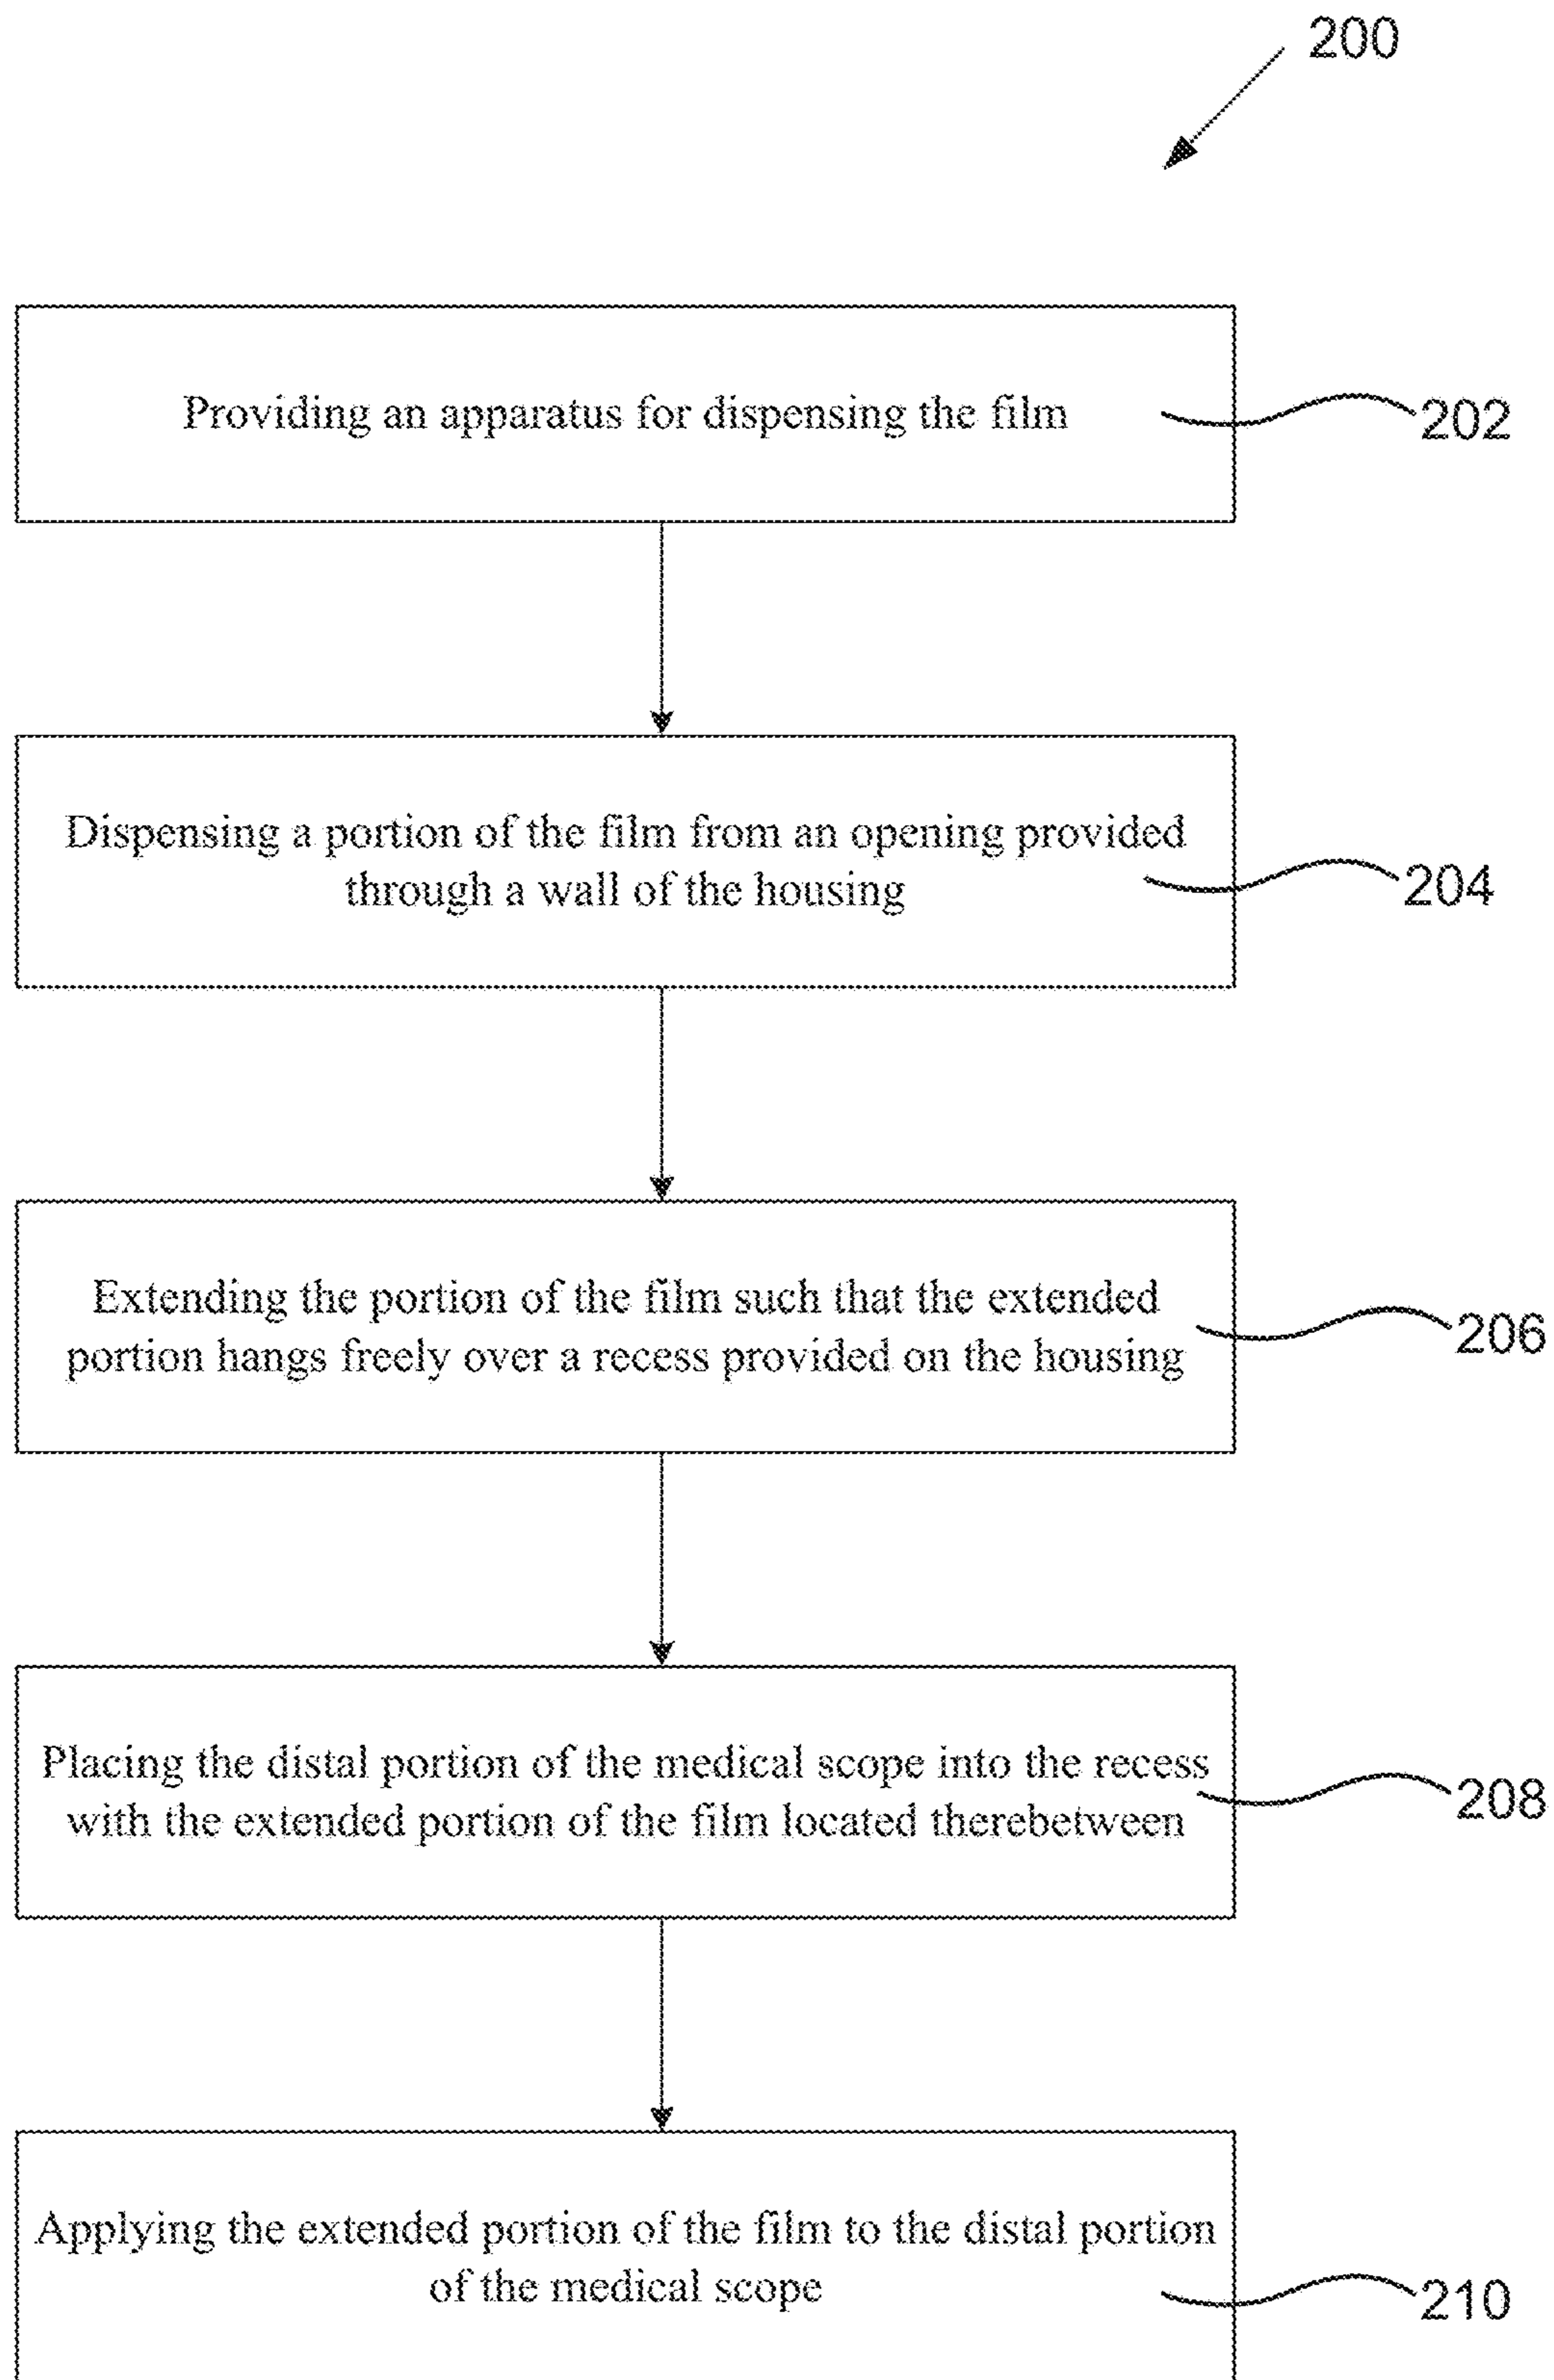 200
Providing an apparatus for dispensing the film
202
Dispensing a portion of the film from an opening provided
through a wall of the housing
204
Extending the portion of the film such that the extended
portion hangs freely over a recess provided on the housing
206
Placing the distal portion of the medical scope into the recess
with the extended portion of the film located therebetween
208
Applying the extended portion of the film to the distal portion
of the medical scope
210